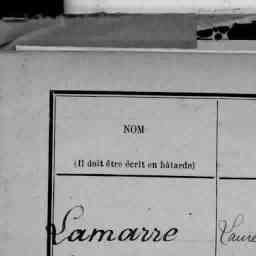 NOM
(Il doit être écrit en bâtarde)
Lamarre